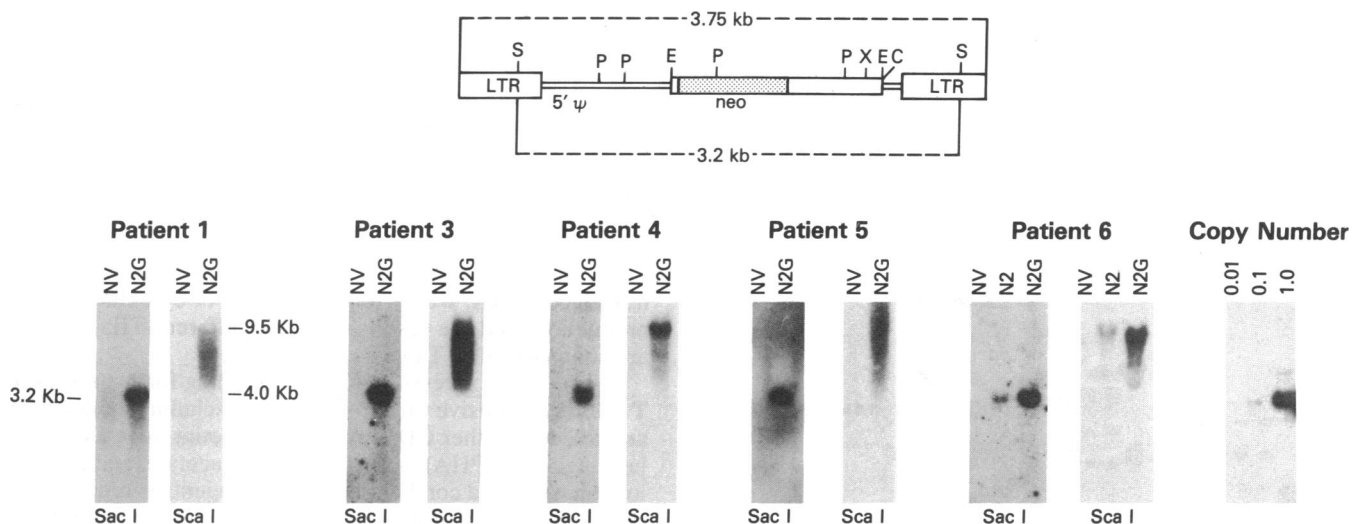 3.75 kb
S P P E P P X E C S
LTR LTR
5' ψ neo
3.2 kb
Patient 1 Patient 3 Patient 4 Patient 5 Patient 6 Copy Number
NV N2G NV N2G NV N2G NV N2G NV N2G NV N2G NV N2G NV N2G NV N2 N2G NV N2 N2G 0.01 0.1 1.0
–9.5 Kb
3.2 Kb– –4.0 Kb
Sac I Sca I Sac I Sca I Sac I Sca I Sac I Sca I Sac I Sca I